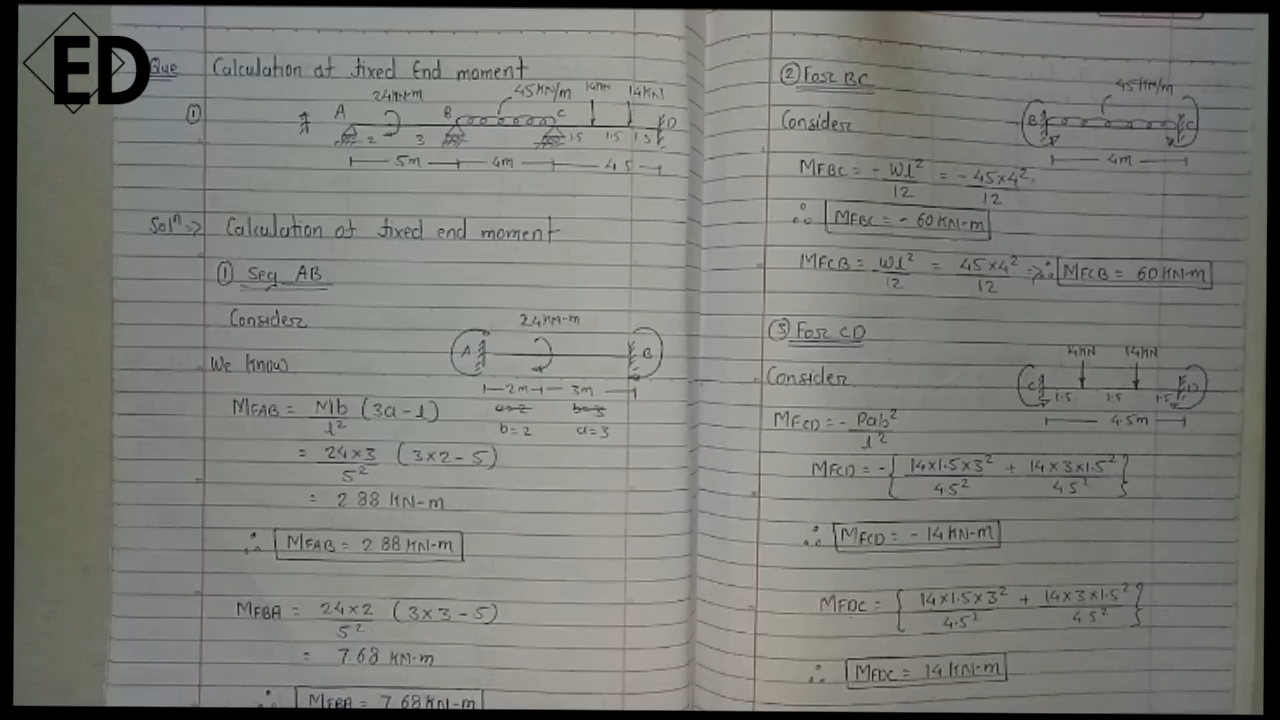 ED
Que Calculation of fixed End moment
① 24KN-m 45KN/m 14KN 14KN
A B C D
2 3 1.5 1.5 1.5
5m 4m 4.5
Solⁿ => Calculation of fixed end moment
① Seg AB
Consider
24KN-m
A B
We know
2m 3m
MFAB = Mb/l² (3a - l)
a=2 b=3
b=2 a=3
= 24×3/5² (3×2-5)
= 2.88 KN-m
∴ MFAB = 2.88 KN-m
MFBA = 24×2/5² (3×3-5)
= 7.68 KN-m
∴ MFBA = 7.68 KN-m
② For BC
45KN/m
Consider
B C
4m
MFBC = - Wl²/12 = - 45×4²/12
∴ MFBC = - 60 KN-m
MFCB = Wl²/12 = 45×4²/12 => ∴ MFCB = 60 KN-m
③ For CD
14KN 14KN
Consider
C D
1.5 1.5 1.5
4.5m
MFCD = - Pab²/l²
MFCD = -{ 14×1.5×3²/4.5² + 14×3×1.5²/4.5² }
∴ MFCD = - 14 KN-m
MFDC = { 14×1.5×3²/4.5² + 14×3×1.5²/4.5² }
∴ MFDC = 14 KN-m